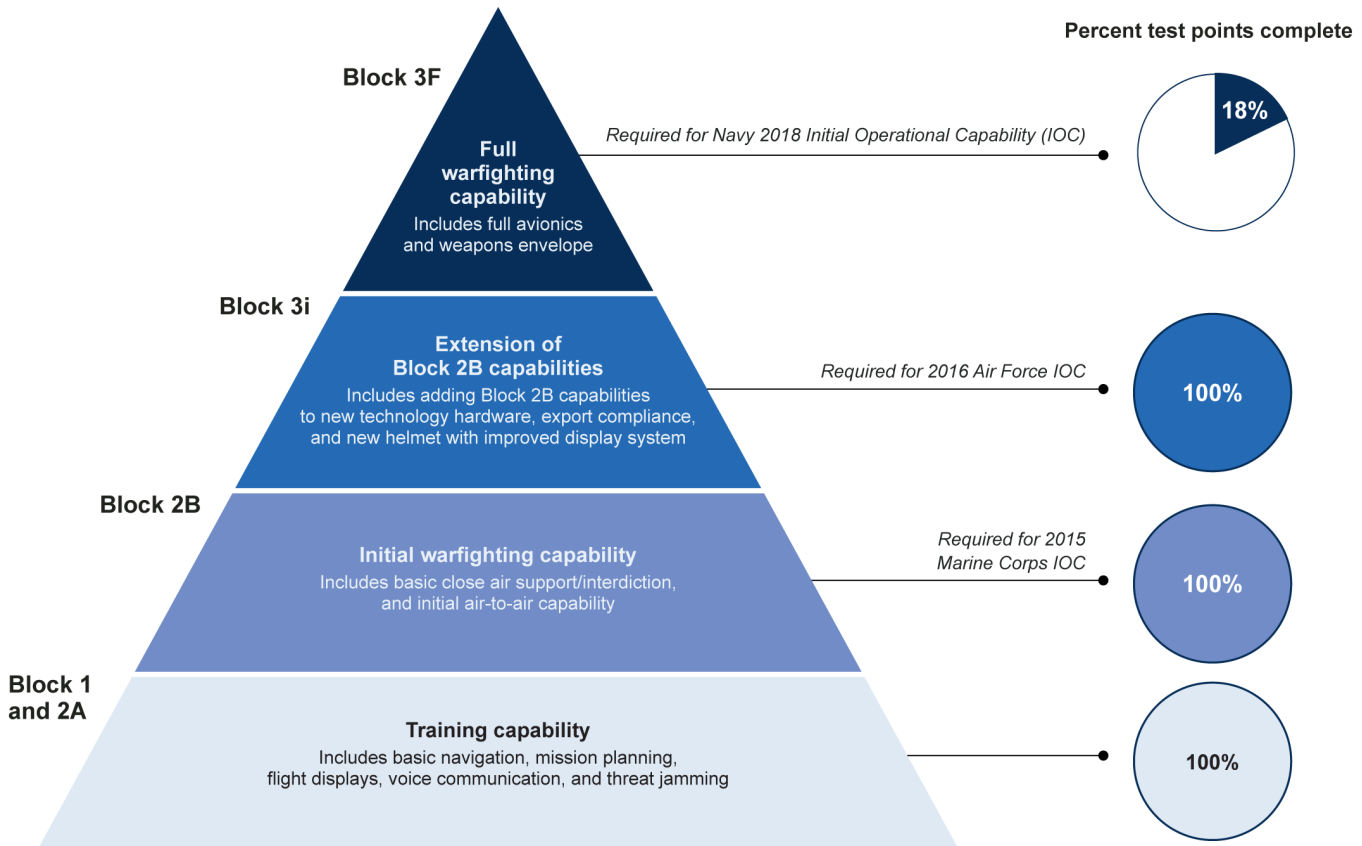 Percent test points complete
Block 3F
18%
Required for Navy 2018 Initial Operational Capability (IOC)
Full
warfighting
capability
Includes full avionics
and weapons envelope
Block 3i
Extension of
Block 2B capabilities
Includes adding Block 2B capabilities
to new technology hardware, export compliance,
and new helmet with improved display system
Required for 2016 Air Force IOC
100%
Block 2B
Initial warfighting capability
Includes basic close air support/interdiction,
and initial air-to-air capability
Required for 2015
Marine Corps IOC
100%
Block 1
and 2A
Training capability
Includes basic navigation, mission planning,
flight displays, voice communication, and threat jamming
100%